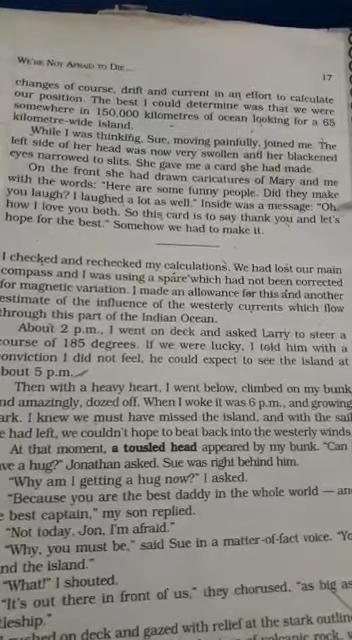 WE'RE NOT AFRAID TO DIE...
17
changes of course, drift and current in an effort to calculate
our position. The best I could determine was that we were
somewhere in 150,000 kilometres of ocean looking for a 65
kilometre-wide island.
While I was thinking, Sue, moving painfully, joined me. The
left side of her head was now very swollen and her blackened
eyes narrowed to slits. She gave me a card she had made.
On the front she had drawn caricatures of Mary and me
with the words: "Here are some funny people. Did they make
you laugh? I laughed a lot as well." Inside was a message: "Oh,
how I love you both. So this card is to say thank you and let's
hope for the best." Somehow we had to make it.
I checked and rechecked my calculations. We had lost our main
compass and I was using a spare which had not been corrected
for magnetic variation. I made an allowance for this and another
estimate of the influence of the westerly currents which flow
through this part of the Indian Ocean.
About 2 p.m., I went on deck and asked Larry to steer a
course of 185 degrees. If we were lucky, I told him with a
onviction I did not feel, he could expect to see the island at
bout 5 p.m.
Then with a heavy heart, I went below, climbed on my bunk
nd amazingly, dozed off. When I woke it was 6 p.m., and growing
ark. I knew we must have missed the island, and with the sail
e had left, we couldn't hope to beat back into the westerly winds
At that moment, a tousled head appeared by my bunk. "Can
ave a hug?" Jonathan asked. Sue was right behind him.
"Why am I getting a hug now?" I asked.
"Because you are the best daddy in the whole world — an
e best captain," my son replied.
"Not today, Jon, I'm afraid."
"Why, you must be," said Sue in a matter-of-fact voice. "Yo
nd the island."
"What!" I shouted.
"It's out there in front of us," they chorused, "as big as
tleship."
ushed on deck and gazed with relief at the stark outlin
volcanic rock